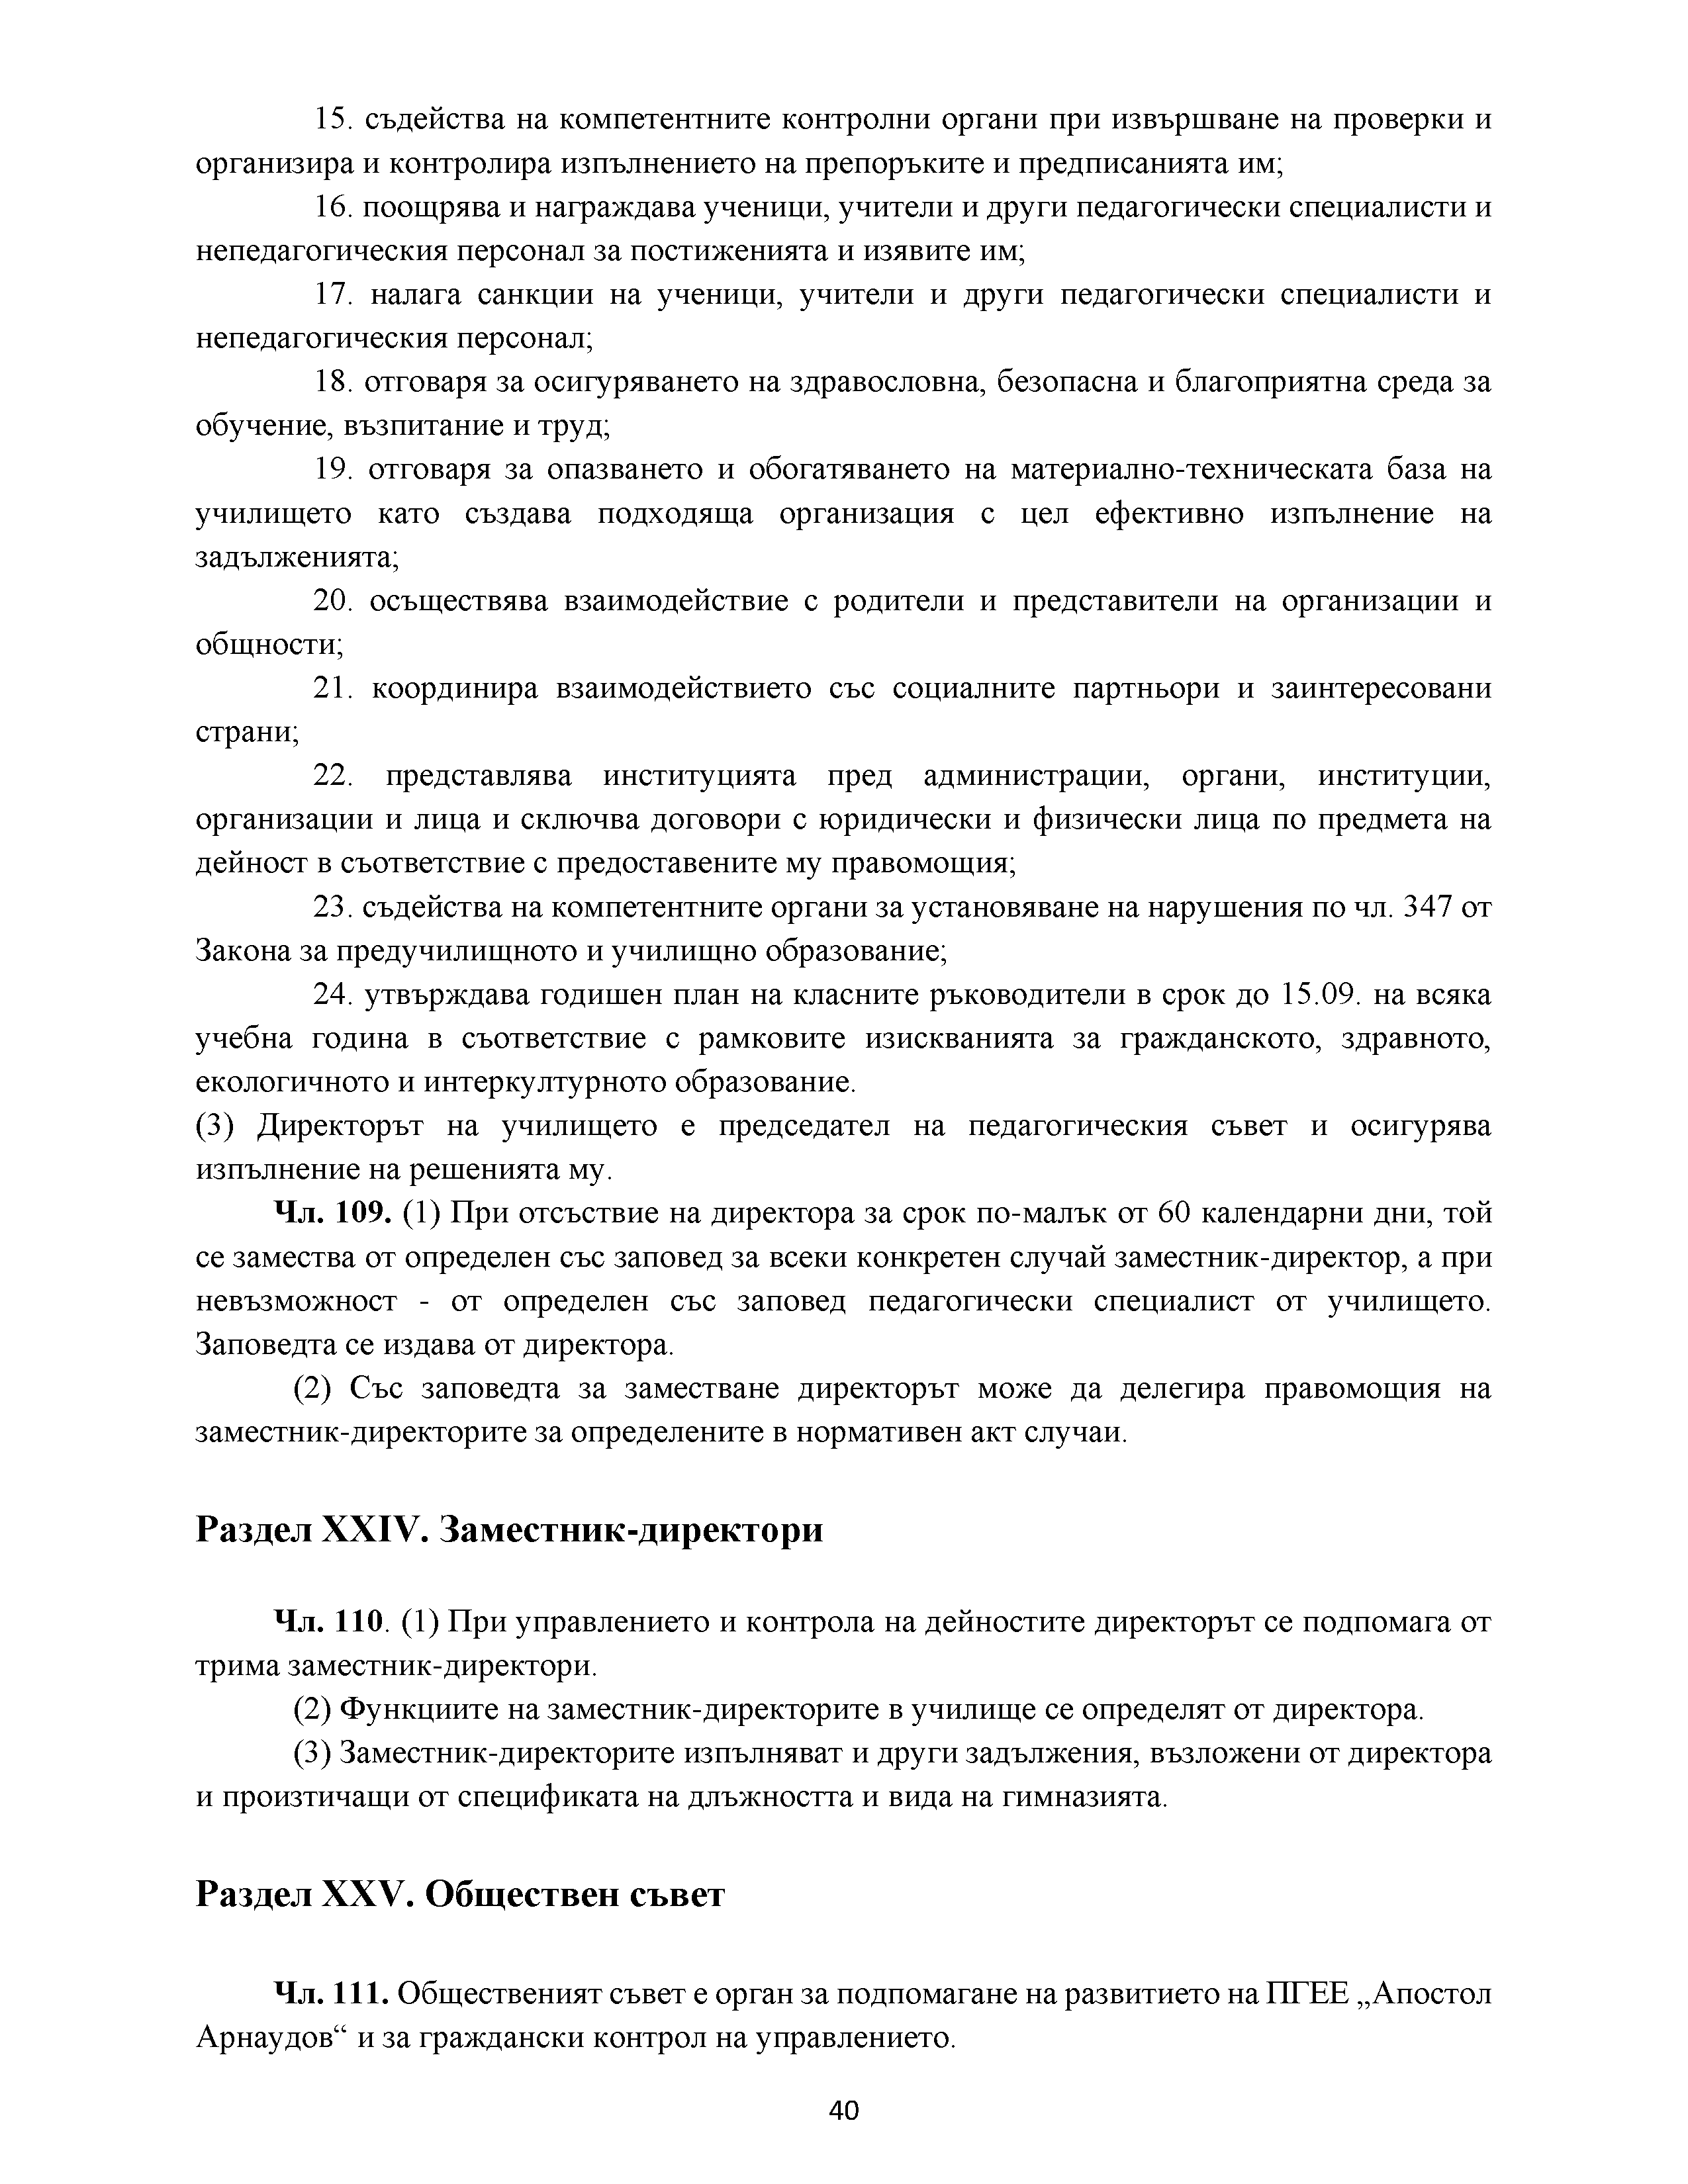 15. съдейства на компетентните контролни органи при извършване на проверки и
организира и контролира изпълнението на препоръките и предписанията им;
16. поощрява и награждава ученици, учители и други педагогически специалисти и
непедагогическия персонал за постиженията и изявите им;
17. налага санкции на ученици, учители и други педагогически специалисти и
непедагогическия персонал;
18. отговаря за осигуряването на здравословна, безопасна и благоприятна среда за
обучение, възпитание и труд;
19. отговаря за опазването и обогатяването на материално-техническата база на
училището като създава подходяща организация с цел ефективно изпълнение на
задълженията;
20. осъществява взаимодействие с родители и представители на организации и
общности;
21. координира взаимодействието със социалните партньори и заинтересовани
страни;
22. представлява институцията пред администрации, органи, институции,
организации и лица и сключва договори с юридически и физически лица по предмета на
дейност в съответствие с предоставените му правомощия;
23. съдейства на компетентните органи за установяване на нарушения по чл. 347 от
Закона за предучилищното и училищно образование;
24. утвърждава годишен план на класните ръководители в срок до 15.09. на всяка
учебна година в съответствие с рамковите изискванията за гражданското, здравното,
екологичното и интеркултурното образование.
(3) Директорът на училището е председател на педагогическия съвет и осигурява
изпълнение на решенията му.
Чл. 109. (1) При отсъствие на директора за срок по-малък от 60 календарни дни, той
се замества от определен със заповед за всеки конкретен случай заместник-директор, а при
невъзможност - от определен със заповед педагогически специалист от училището.
Заповедта се издава от директора.
(2) Със заповедта за заместване директорът може да делегира правомощия на
заместник-директорите за определените в нормативен акт случаи.
Раздел XXIV. Заместник-директори
Чл. 110. (1) При управлението и контрола на дейностите директорът се подпомага от
трима заместник-директори.
(2) Функциите на заместник-директорите в училище се определят от директора.
(3) Заместник-директорите изпълняват и други задължения, възложени от директора
и произтичащи от спецификата на длъжността и вида на гимназията.
Раздел XXV. Обществен съвет
Чл. 111. Общественият съвет е орган за подпомагане на развитието на ПГЕЕ „Апостол
Арнаудов“ и за граждански контрол на управлението.
40